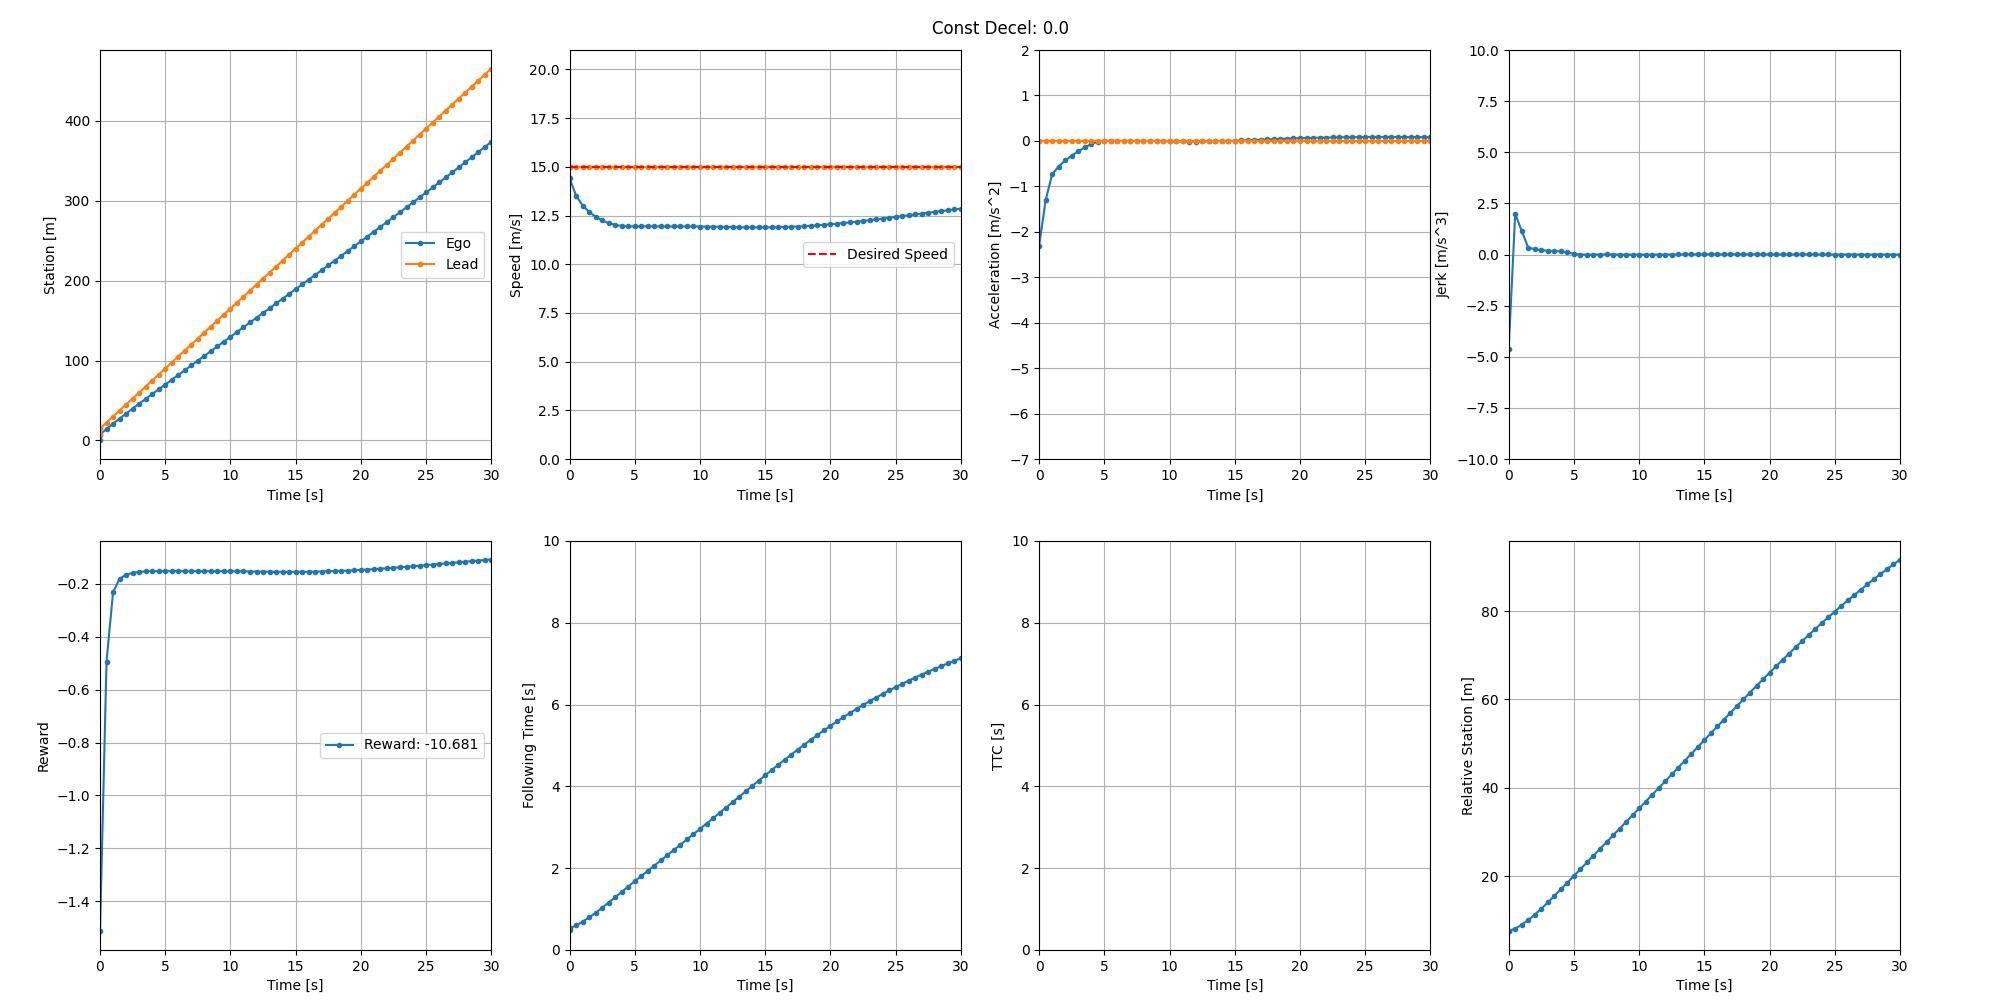 Const Decel: 0.0
Station [m]
400
300
200
100
0
Ego
Lead
0 5 10 15 20 25 30
Time [s]
Speed [m/s]
20.0
17.5
15.0
12.5
10.0
7.5
5.0
2.5
0.0
Desired Speed
0 5 10 15 20 25 30
Time [s]
Acceleration [m/s^2]
2
1
0
−1
−2
−3
−4
−5
−6
−7
0 5 10 15 20 25 30
Time [s]
Jerk [m/s^3]
10.0
7.5
5.0
2.5
0.0
−2.5
−5.0
−7.5
−10.0
0 5 10 15 20 25 30
Time [s]
Reward
−0.2
−0.4
−0.6
−0.8
−1.0
−1.2
−1.4
Reward: -10.681
0 5 10 15 20 25 30
Time [s]
Following Time [s]
10
8
6
4
2
0
0 5 10 15 20 25 30
Time [s]
TTC [s]
10
8
6
4
2
0
0 5 10 15 20 25 30
Time [s]
Relative Station [m]
80
60
40
20
0 5 10 15 20 25 30
Time [s]